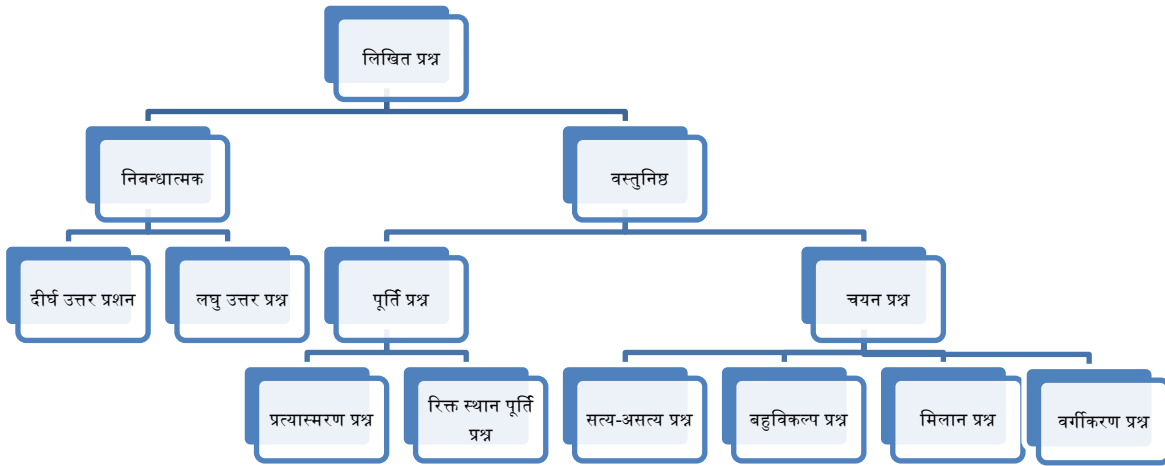 लिखित प्रश्न
निबन्धात्मक
वस्तुनिष्ठ
दीर्घ उत्तर प्रशन
लघु उत्तर प्रश्न
पूर्ति प्रश्न
चयन प्रश्न
प्रत्यास्मरण प्रश्न
रिक्त स्थान पूर्ति
प्रश्न
सत्य-असत्य प्रश्न
बहुविकल्प प्रश्न
मिलान प्रश्न
वर्गीकरण प्रश्न